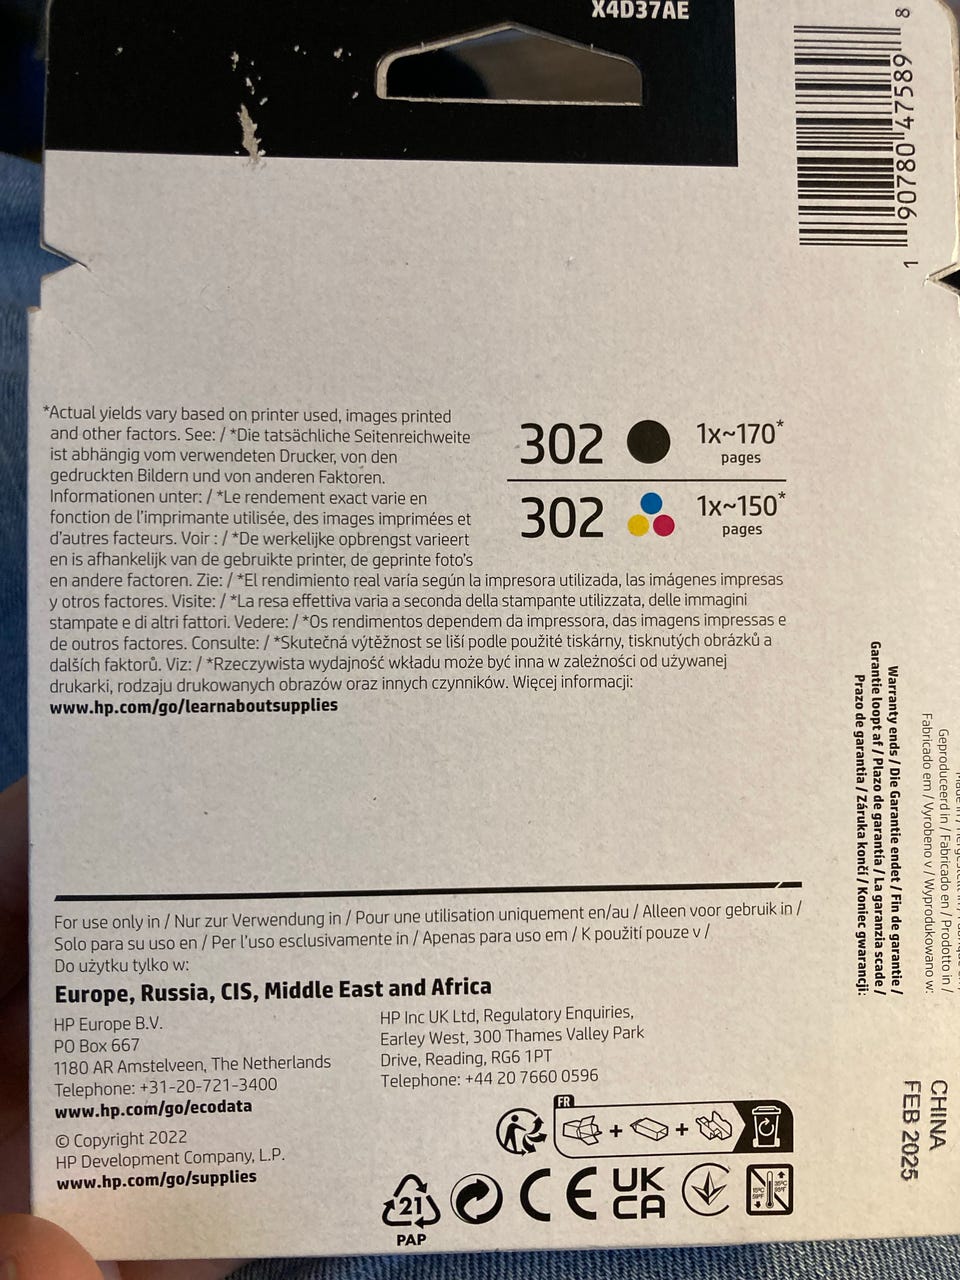 X4D37AE
8
907808 47589
1
*Actual yields vary based on printer used, images printed
and other factors. See: / *Die tatsächliche Seitenreichweite
ist abhängig vom verwendeten Drucker, von den
gedruckten Bildern und von anderen Faktoren.
Informationen unter: / *Le rendement exact varie en
fonction de l'imprimante utilisée, des images imprimées et
d'autres facteurs. Voir : / *De werkelijke opbrengst varieert
en is afhankelijk van de gebruikte printer, de geprinte foto's
en andere factoren. Zie: / *El rendimiento real varía según la impresora utilizada, las imágenes impresas
y otros factores. Visite: / *La resa effettiva varia a seconda della stampante utilizzata, delle immagini
stampate e di altri fattori. Vedere: / *Os rendimentos dependem da impressora, das imagens impressas e
de outros factores. Consulte: / *Skutečná výtěžnost se liší podle použité tiskárny, tisknutých obrázků a
dalších faktorů. Viz: / *Rzeczywista wydajność wkładu może być inna w zależności od używanej
drukarki, rodzaju drukowanych obrazów oraz innych czynników. Więcej informacji:
www.hp.com/go/learnaboutsupplies
302 1x~170*
pages
302 1x~150*
pages
Warranty ends / Die Garantie endet / Fin de garantie /
Garantie loopt af / Plazo de garantía / La garanzia scade /
Prazo de garantia / Záruka končí / Koniec gwarancji:
Geproduceerd in / Fabricado en / Prodotto in /
Fabricado em / Vyrobeno v / Wyprodukowano w:
CHINA
FEB 2025
For use only in / Nur zur Verwendung in / Pour une utilisation uniquement en/au / Alleen voor gebruik in /
Solo para su uso en / Per l'uso esclusivamente in / Apenas para uso em / K použití pouze v /
Do użytku tylko w:
Europe, Russia, CIS, Middle East and Africa
HP Europe B.V.
PO Box 667
1180 AR Amstelveen, The Netherlands
Telephone: +31-20-721-3400
www.hp.com/go/ecodata
© Copyright 2022
HP Development Company, L.P.
www.hp.com/go/supplies
HP Inc UK Ltd, Regulatory Enquiries,
Earley West, 300 Thames Valley Park
Drive, Reading, RG6 1PT
Telephone: +44 20 7660 0596
FR
+ +
21
PAP
CE
UK
CA
15°C
59°F
35°C
95°F